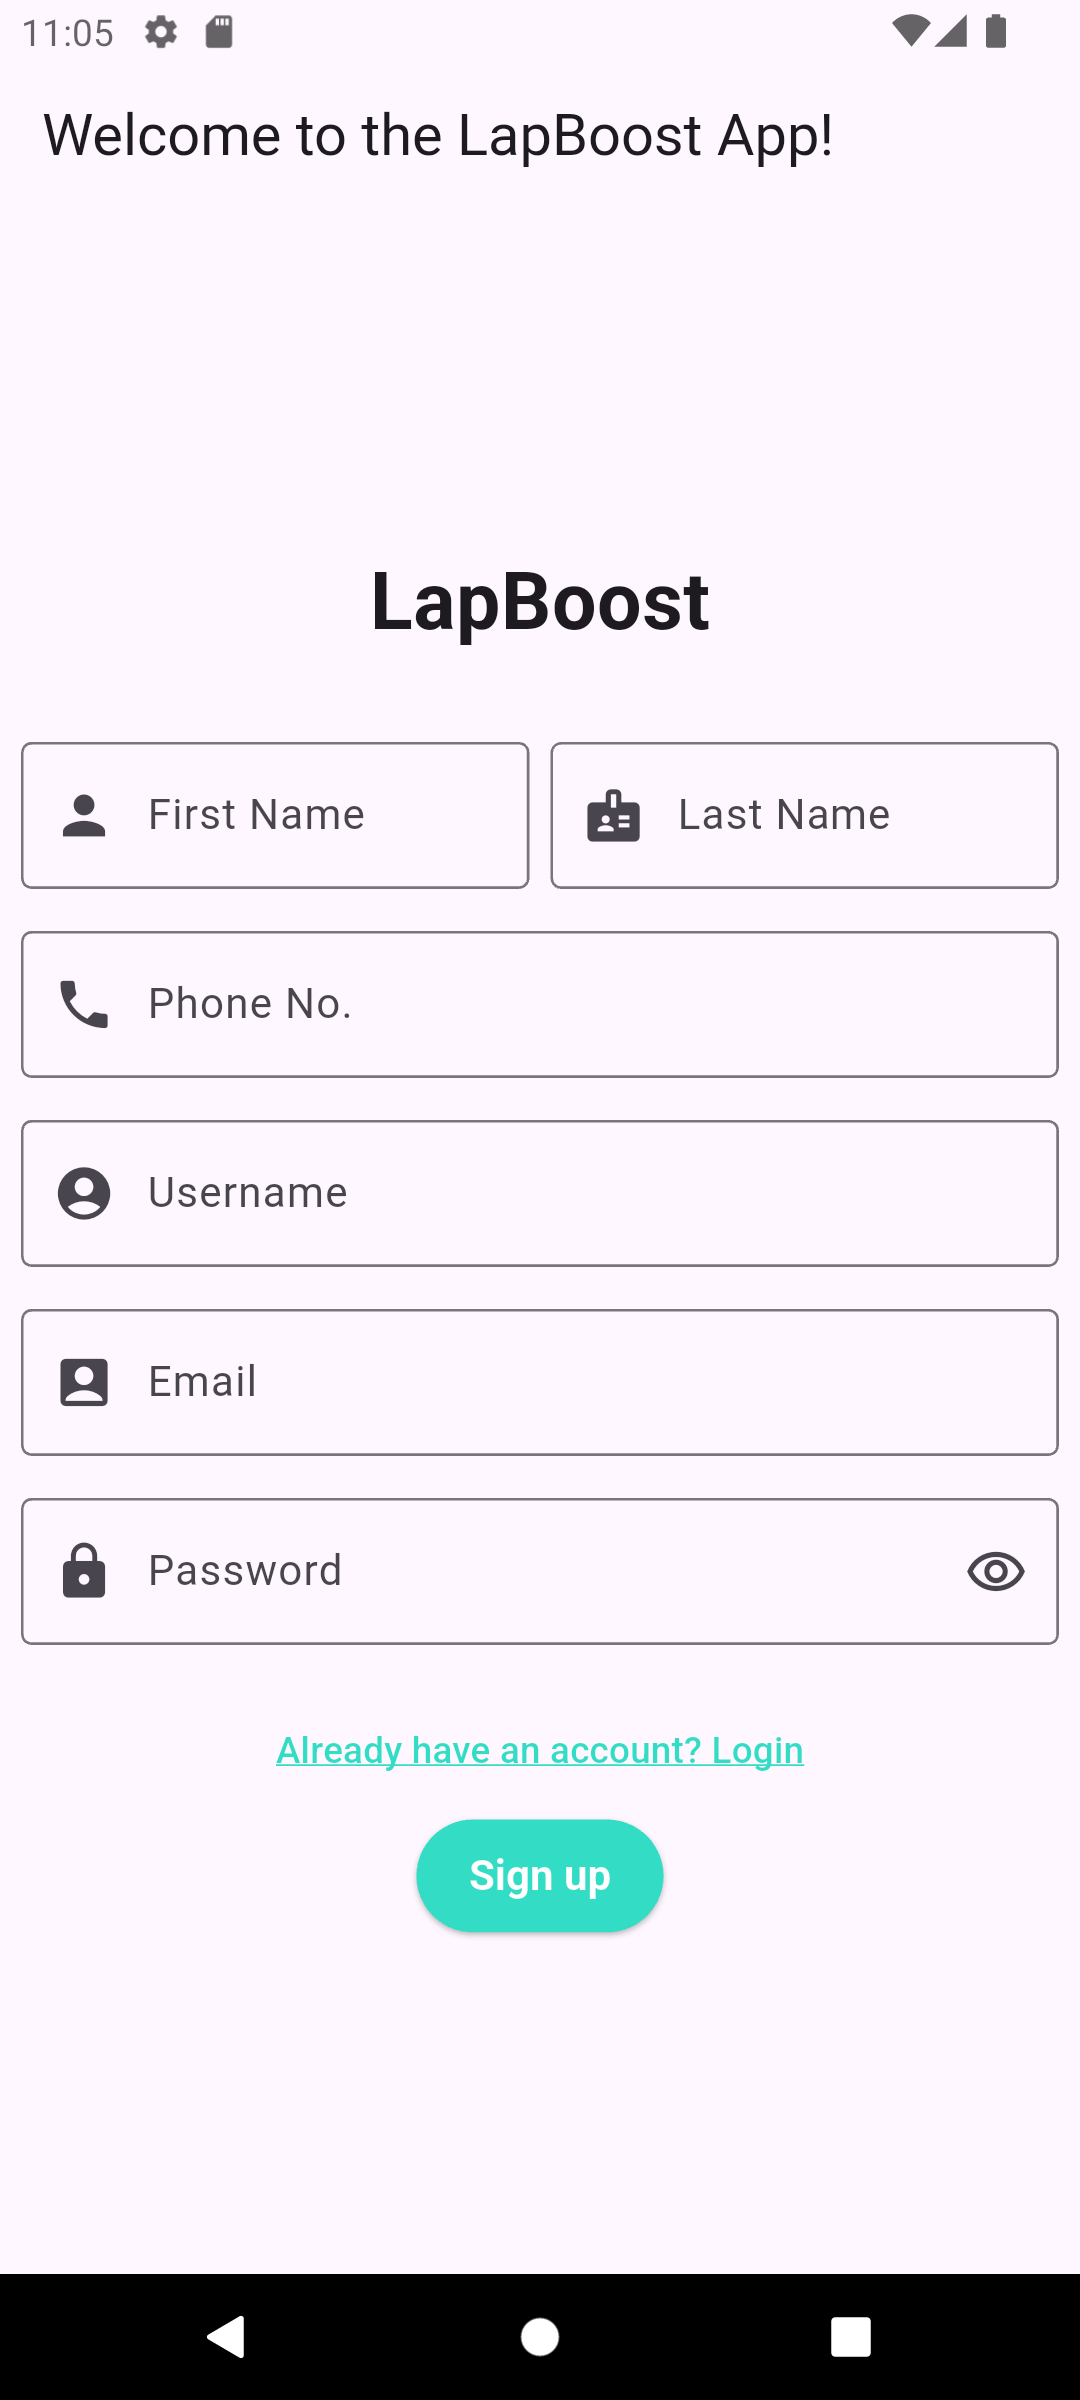 11:05
Welcome to the LapBoost App!
LapBoost
First Name
Last Name
Phone No.
Username
Email
Password
Already have an account? Login
Sign up